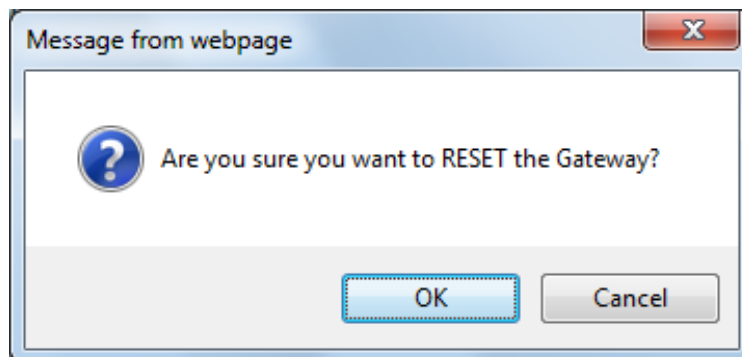 Message from webpage
Are you sure you want to RESET the Gateway?
OK
Cancel